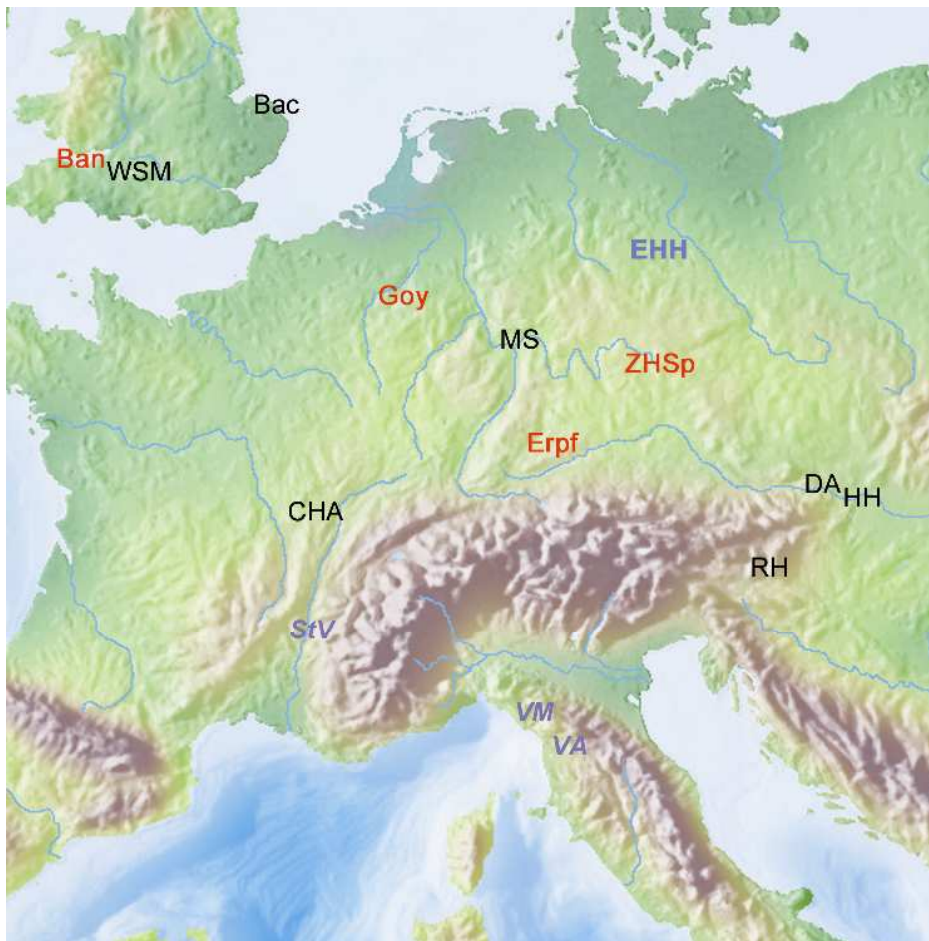 Bac
Ban WSM
EHH
Goy
MS
ZHSp
Erpf
DA HH
CHA
RH
StV
VM
VA